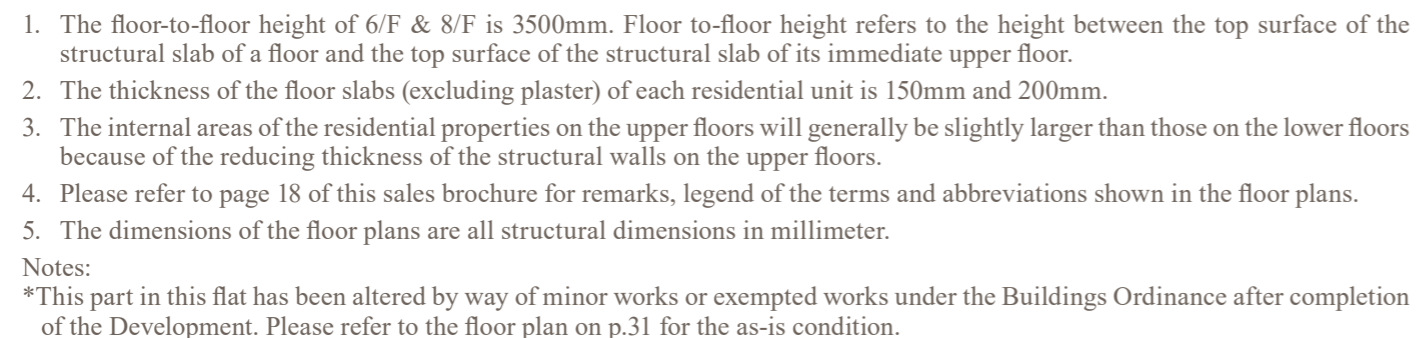 1. The floor-to-floor height of 6/F & 8/F is 3500mm. Floor to-floor height refers to the height between the top surface of the
structural slab of a floor and the top surface of the structural slab of its immediate upper floor.
2. The thickness of the floor slabs (excluding plaster) of each residential unit is 150mm and 200mm.
3. The internal areas of the residential properties on the upper floors will generally be slightly larger than those on the lower floors
because of the reducing thickness of the structural walls on the upper floors.
4. Please refer to page 18 of this sales brochure for remarks, legend of the terms and abbreviations shown in the floor plans.
5. The dimensions of the floor plans are all structural dimensions in millimeter.
Notes:
*This part in this flat has been altered by way of minor works or exempted works under the Buildings Ordinance after completion
of the Development. Please refer to the floor plan on p.31 for the as-is condition.